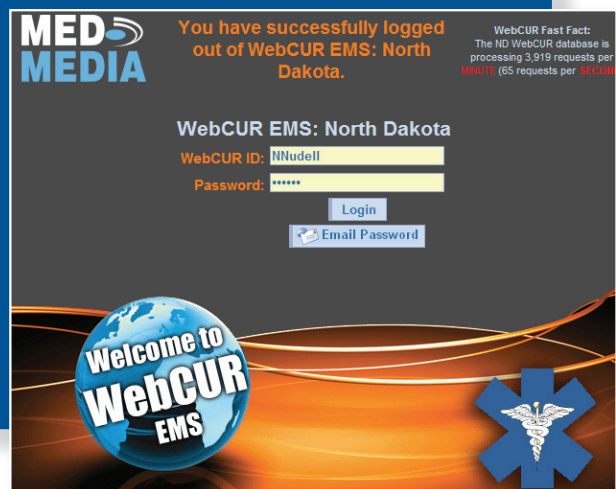 MED
MEDIA
You have successfully logged
out of WebCUR EMS: North
Dakota.
WebCUR Fast Fact:
The ND WebCUR database is
processing 3,919 requests per
MINUTE (65 requests per SECOND
WebCUR EMS: North Dakota
WebCUR ID: NNudell
Password: ••••••
Login
Email Password
Welcome to
WebCUR
EMS